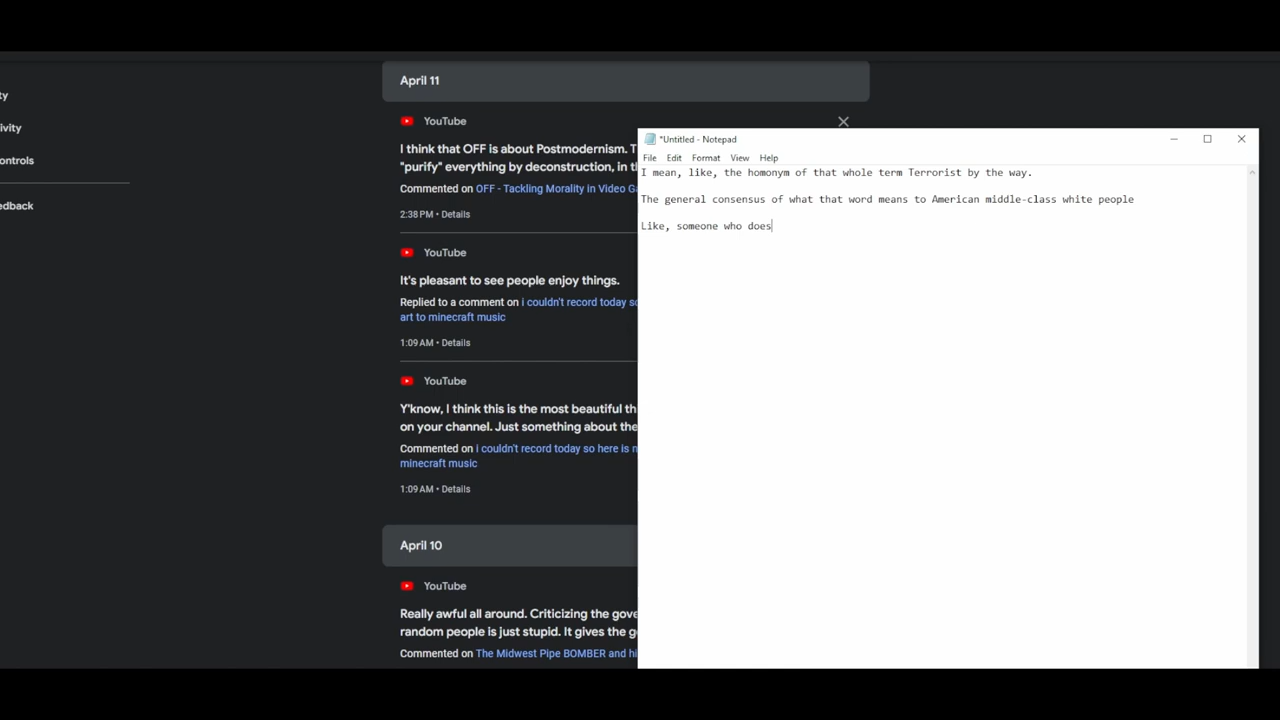 ty
ivity
ontrols
edback
April 11
YouTube
I think that OFF is about Postmodernism. T
"purify" everything by deconstruction, in th
Commented on OFF - Tackling Morality in Video Ga
2:38 PM • Details
YouTube
It's pleasant to see people enjoy things.
Replied to a comment on i couldn't record today so
art to minecraft music
1:09 AM • Details
YouTube
Y'know, I think this is the most beautiful th
on your channel. Just something about the
Commented on i couldn't record today so here is n
minecraft music
1:09 AM • Details
April 10
YouTube
Really awful all around. Criticizing the gove
random people is just stupid. It gives the g
Commented on The Midwest Pipe BOMBER and hi
*Untitled - Notepad
File Edit Format View Help
I mean, like, the homonym of that whole term Terrorist by the way.
The general consensus of what that word means to American middle-class white people
Like, someone who does